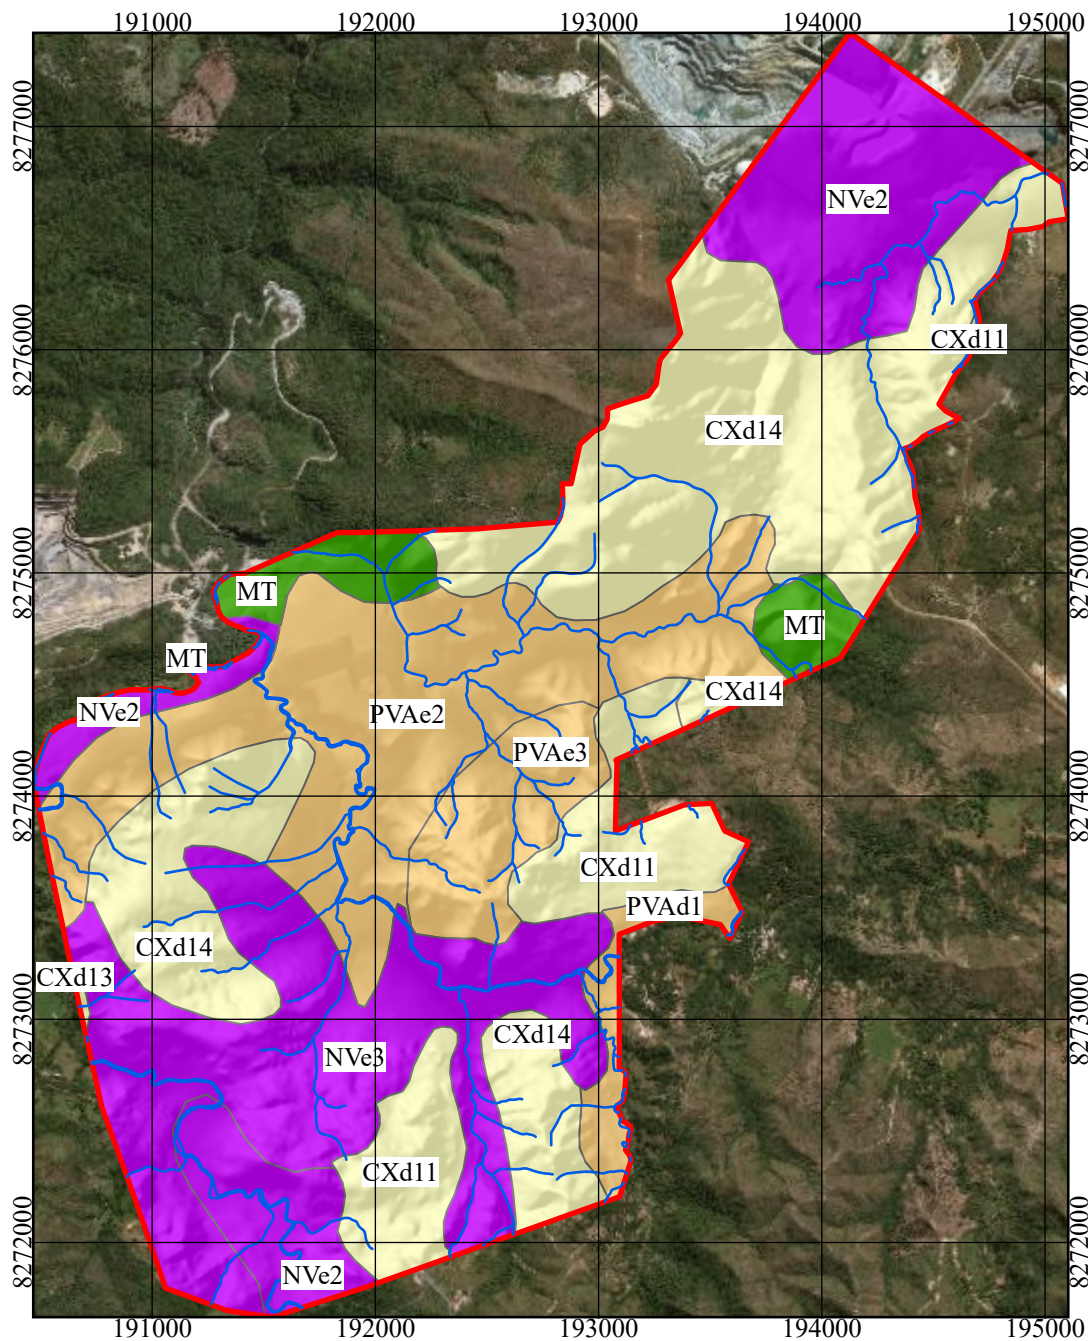 191000 192000 193000 194000 195000
8277000 8277000
NVe2
8276000 CXd11 8276000
CXd14
8275000 8275000
MT
MT
MT
CXd14
NVe2 PVAe2
PVAe3
8274000 8274000
CXd11
PVAd1
CXd14
CXd13
8273000 CXd14 8273000
NVe3
CXd11
8272000 8272000
NVe2
191000 192000 193000 194000 195000